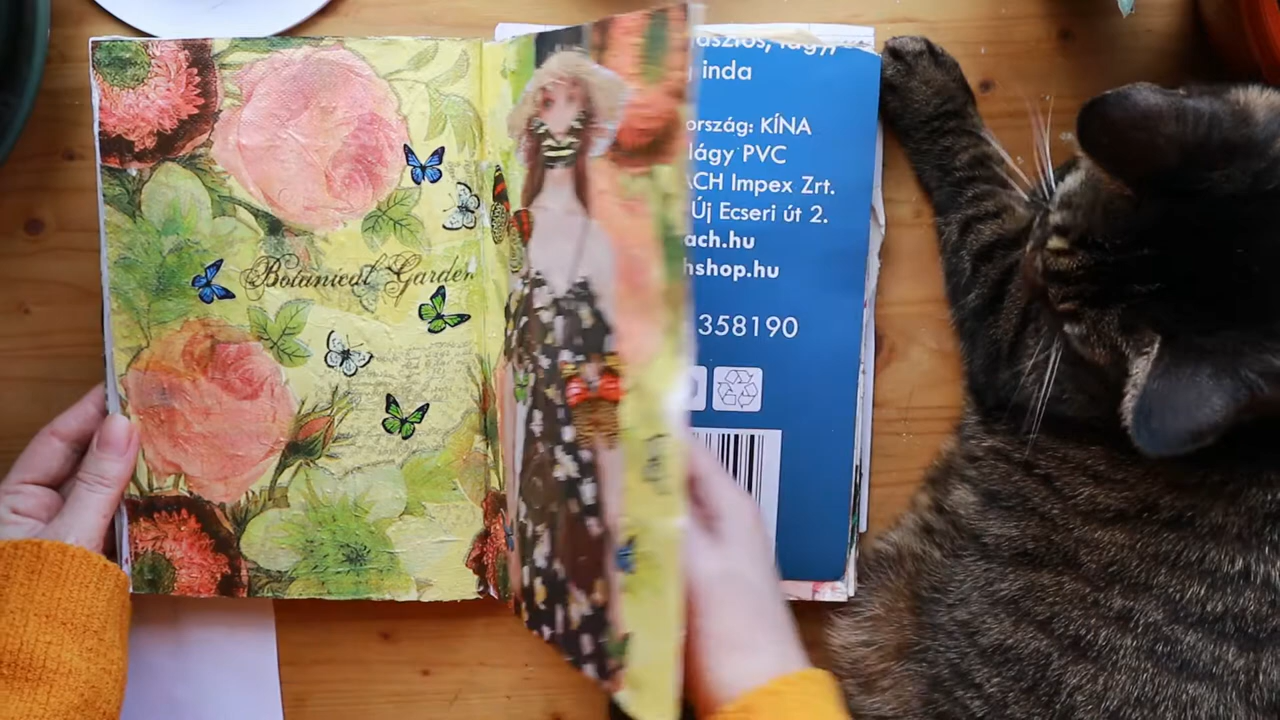 Botanical Garden
inda
ország: KÍNA
lágy PVC
ACH Impex Zrt.
Új Ecseri út 2.
ach.hu
hshop.hu
358190